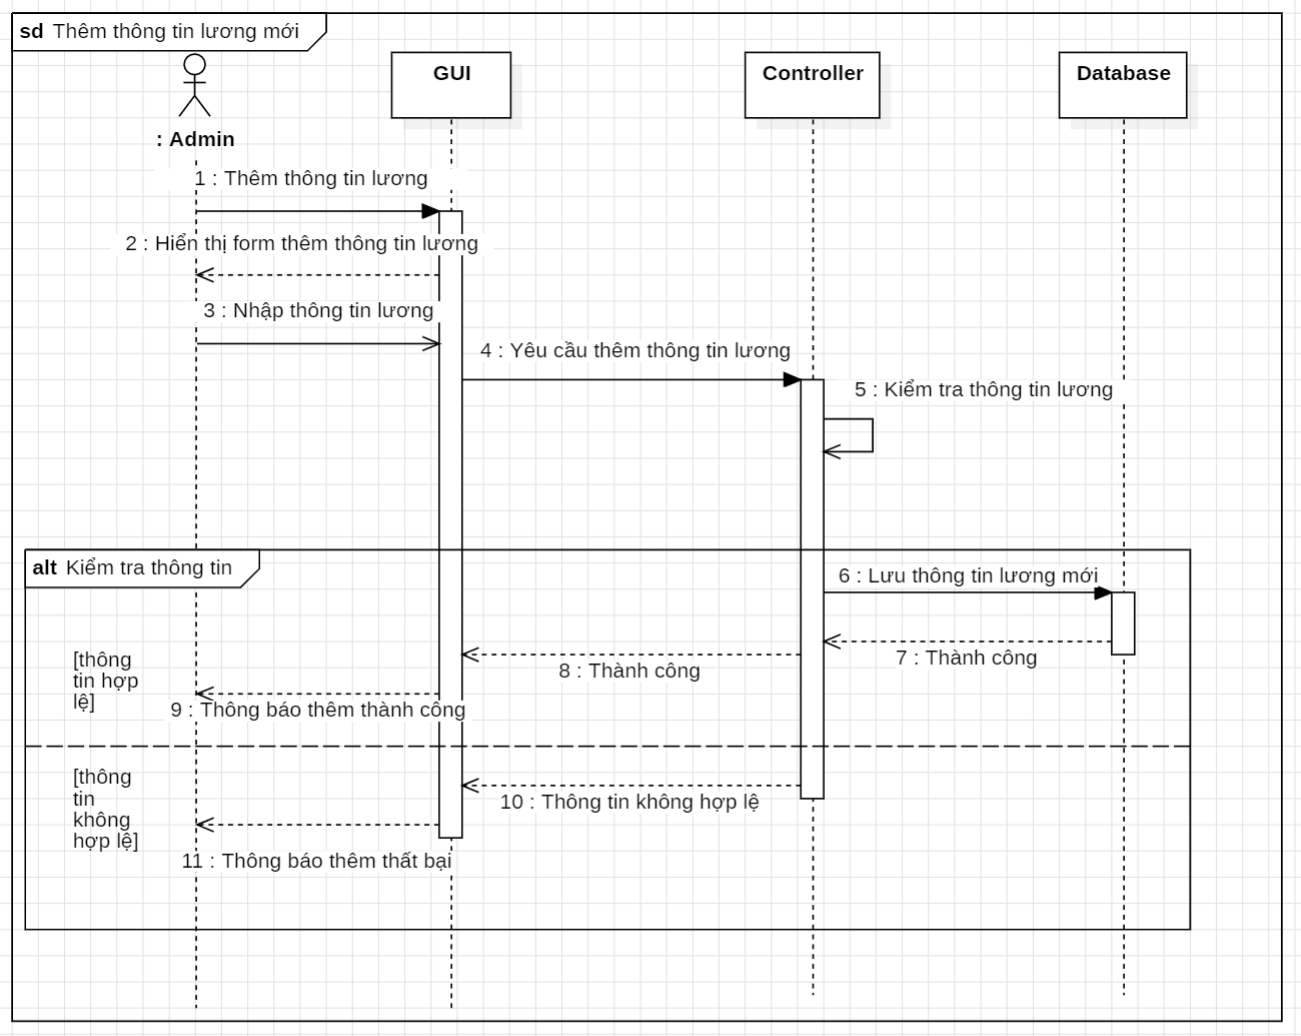 sd Thêm thông tin lương mới
GUI
Controller
Database
: Admin
1 : Thêm thông tin lương
2 : Hiển thị form thêm thông tin lương
3 : Nhập thông tin lương
4 : Yêu cầu thêm thông tin lương
5 : Kiểm tra thông tin lương
alt Kiểm tra thông tin
6 : Lưu thông tin lương mới
7 : Thành công
8 : Thành công
[thông
tin hợp
lệ]
9 : Thông báo thêm thành công
[thông
tin
không
hợp lệ]
10 : Thông tin không hợp lệ
11 : Thông báo thêm thất bại